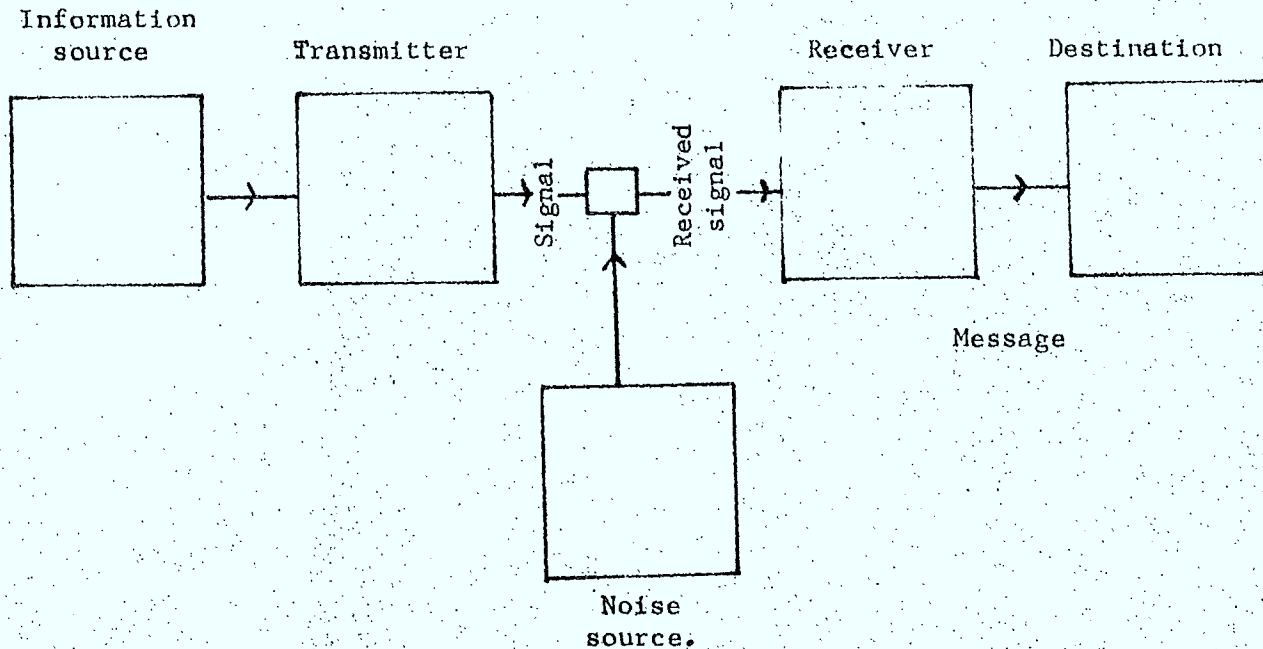 Information
source
Transmitter
Receiver
Destination
Signal
Received
signal
Message
Noise
source.